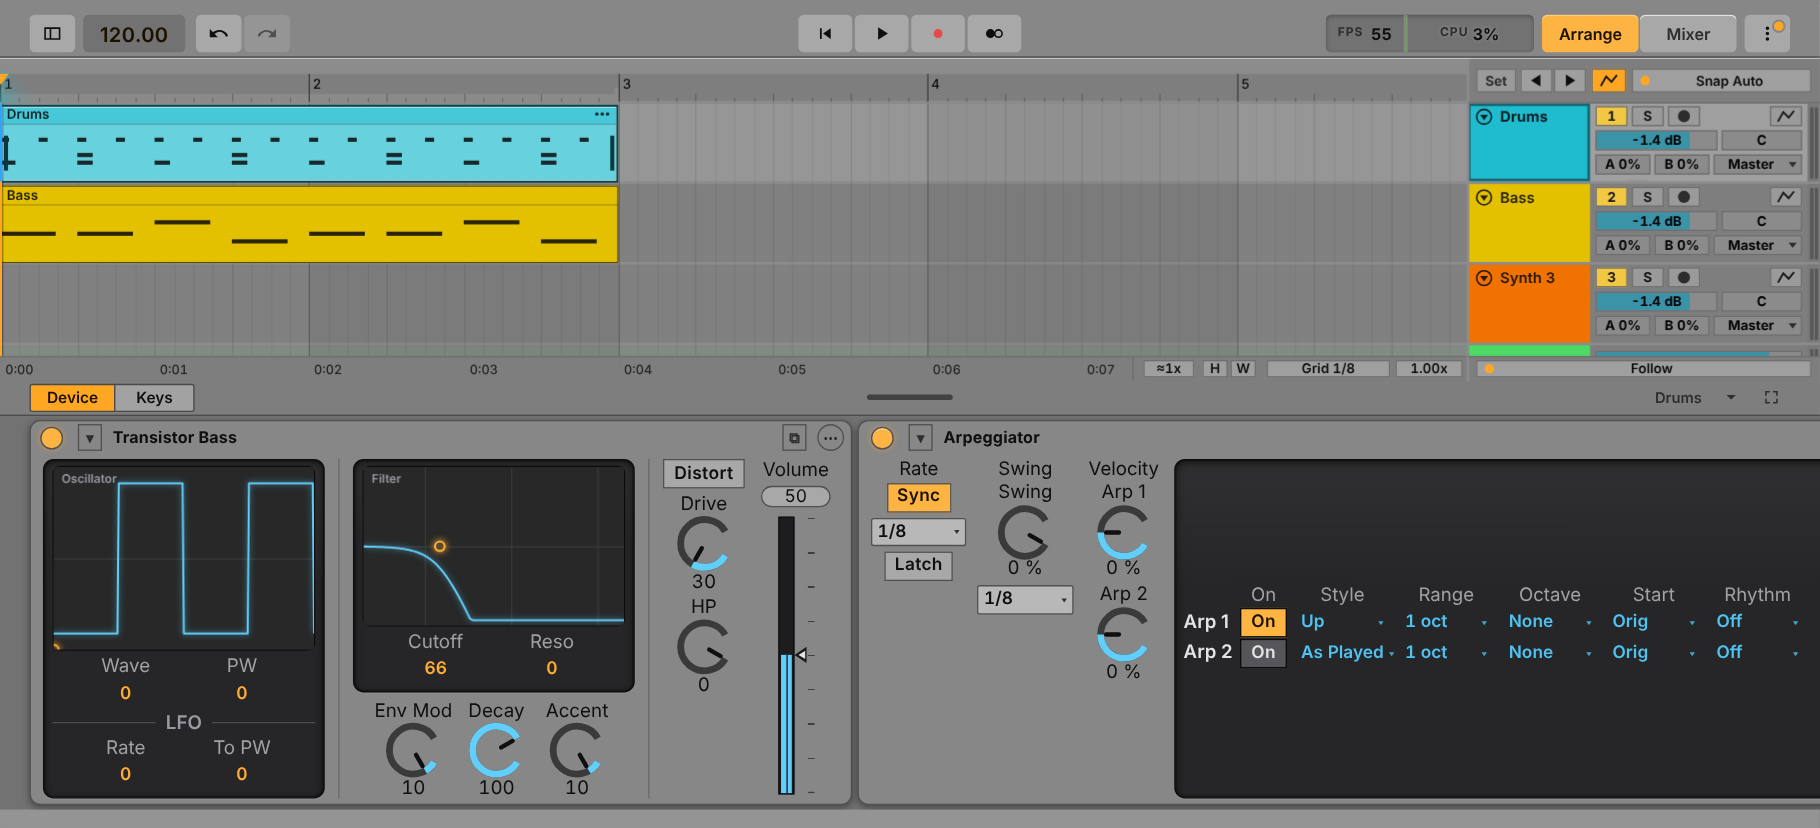 120.00 FPS 55 CPU 3% Arrange Mixer
1 2 3 4 5 Set Snap Auto
Drums Drums 1 S
-1.4 dB C
A 0% B 0% Master
Bass Bass 2 S
-1.4 dB C
A 0% B 0% Master
Synth 3 3 S
-1.4 dB C
A 0% B 0% Master
0:00 0:01 0:02 0:03 0:04 0:05 0:06 0:07 ≈1x H W Grid 1/8 1.00x Follow
Device Keys Drums
Transistor Bass
Oscillator
Wave PW
0 0
LFO
Rate To PW
0 0
Filter
Cutoff Reso
66 0
Env Mod Decay Accent
10 100 10
Distort
Drive
30
HP
0
Volume
50
Arpeggiator
Rate
Sync
1/8
Latch
Swing
Swing
0 %
1/8
Velocity
Arp 1
0 %
Arp 2
0 %
On Style Range Octave Start Rhythm
Arp 1 On Up 1 oct None Orig Off
Arp 2 On As Played 1 oct None Orig Off